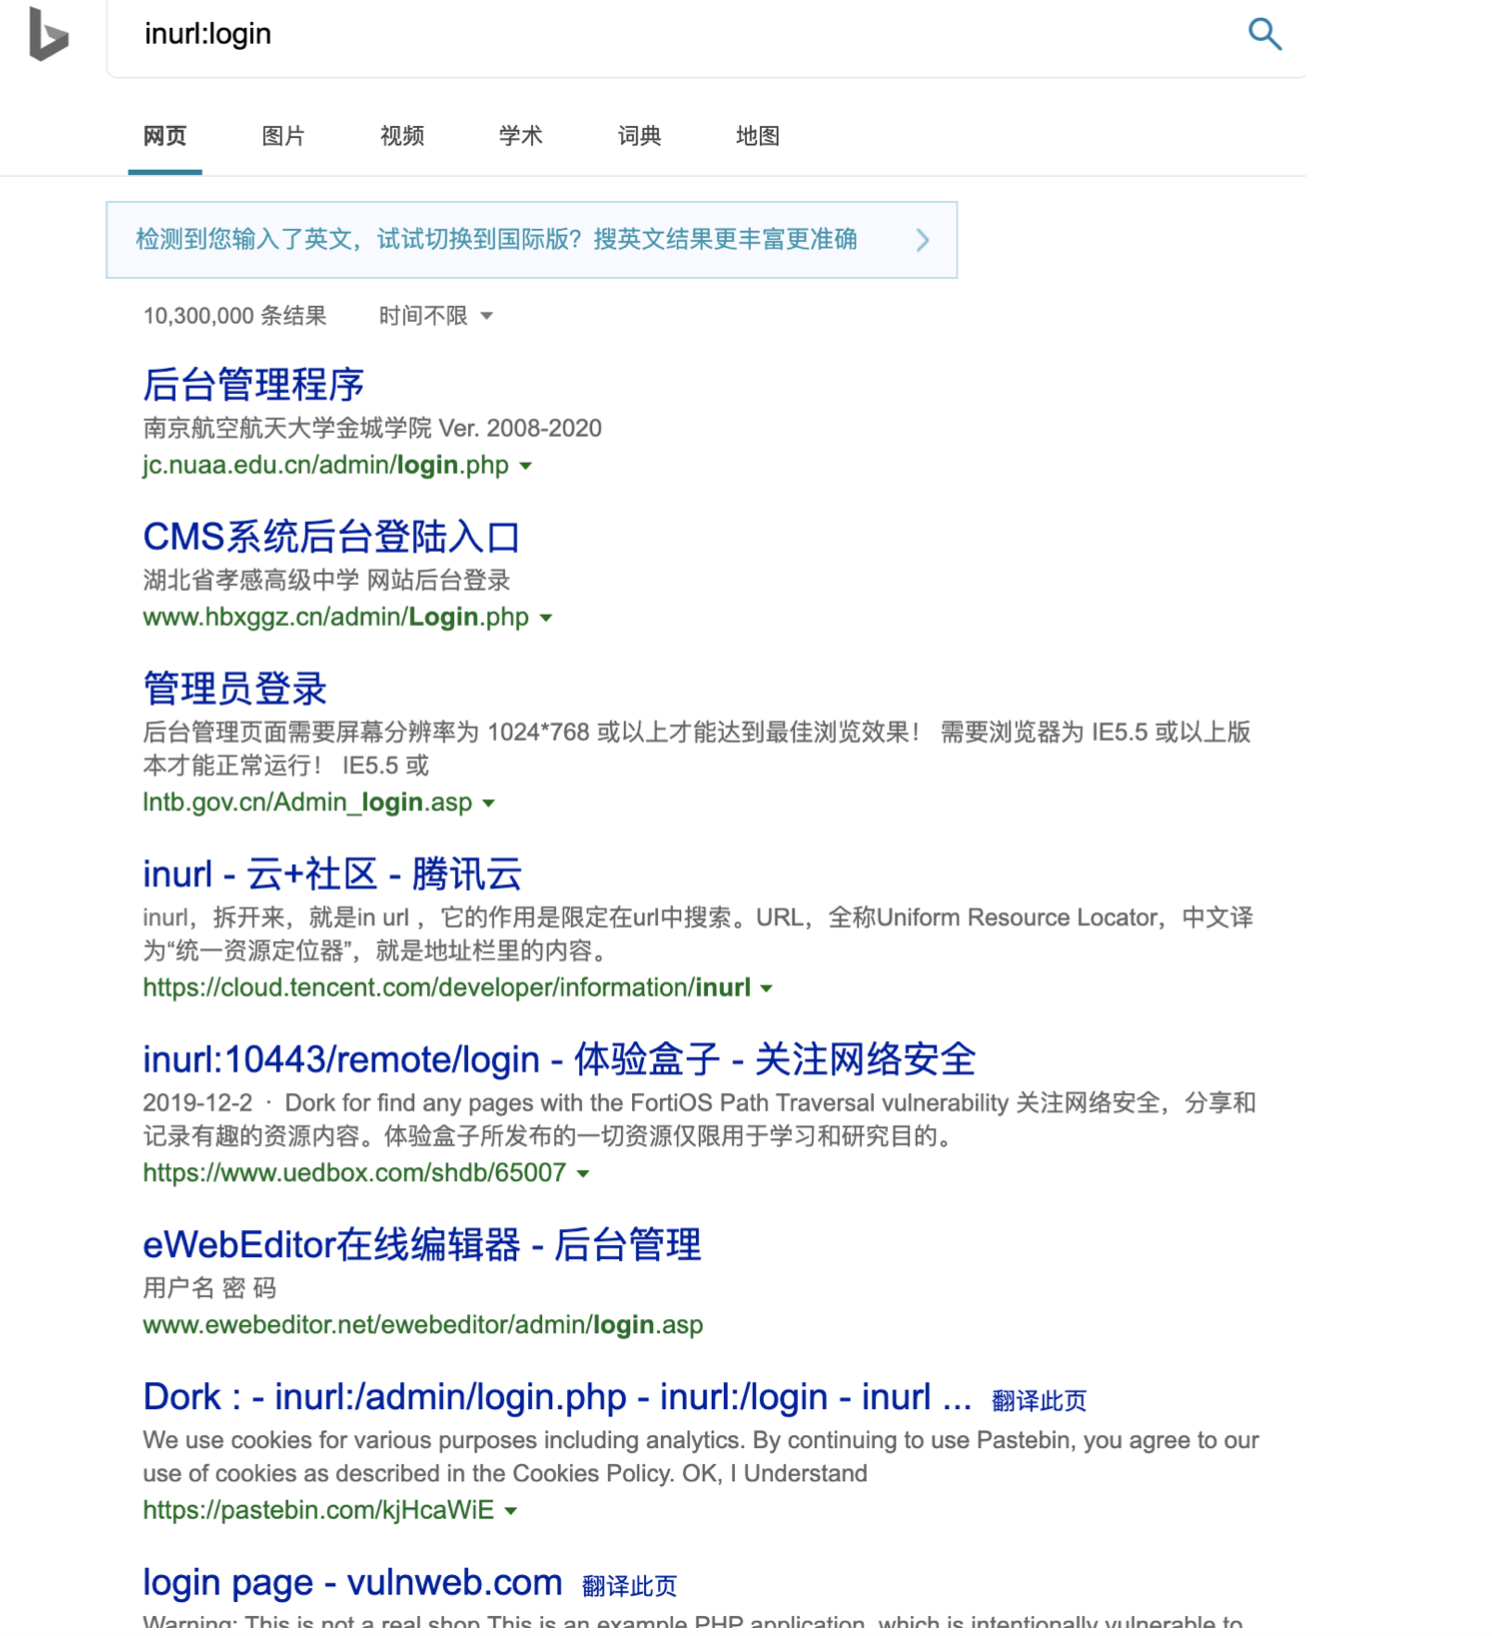 inurl:login
网页 图片 视频 学术 词典 地图
检测到您输入了英文，试试切换到国际版？搜英文结果更丰富更准确
10,300,000 条结果 时间不限
后台管理程序
南京航空航天大学金城学院 Ver. 2008-2020
jc.nuaa.edu.cn/admin/login.php
CMS系统后台登陆入口
湖北省孝感高级中学 网站后台登录
www.hbxggz.cn/admin/Login.php
管理员登录
后台管理页面需要屏幕分辨率为 1024*768 或以上才能达到最佳浏览效果！ 需要浏览器为 IE5.5 或以上版
本才能正常运行！ IE5.5 或
lntb.gov.cn/Admin_login.asp
inurl - 云+社区 - 腾讯云
inurl，拆开来，就是in url ，它的作用是限定在url中搜索。URL，全称Uniform Resource Locator，中文译
为“统一资源定位器”，就是地址栏里的内容。
https://cloud.tencent.com/developer/information/inurl
inurl:10443/remote/login - 体验盒子 - 关注网络安全
2019-12-2 · Dork for find any pages with the FortiOS Path Traversal vulnerability 关注网络安全，分享和
记录有趣的资源内容。体验盒子所发布的一切资源仅限用于学习和研究目的。
https://www.uedbox.com/shdb/65007
eWebEditor在线编辑器 - 后台管理
用户名 密 码
www.ewebeditor.net/ewebeditor/admin/login.asp
Dork : - inurl:/admin/login.php - inurl:/login - inurl ... 翻译此页
We use cookies for various purposes including analytics. By continuing to use Pastebin, you agree to our
use of cookies as described in the Cookies Policy. OK, I Understand
https://pastebin.com/kjHcaWiE
login page - vulnweb.com 翻译此页
Warning: This is not a real shop.This is an example PHP application, which is intentionally vulnerable to